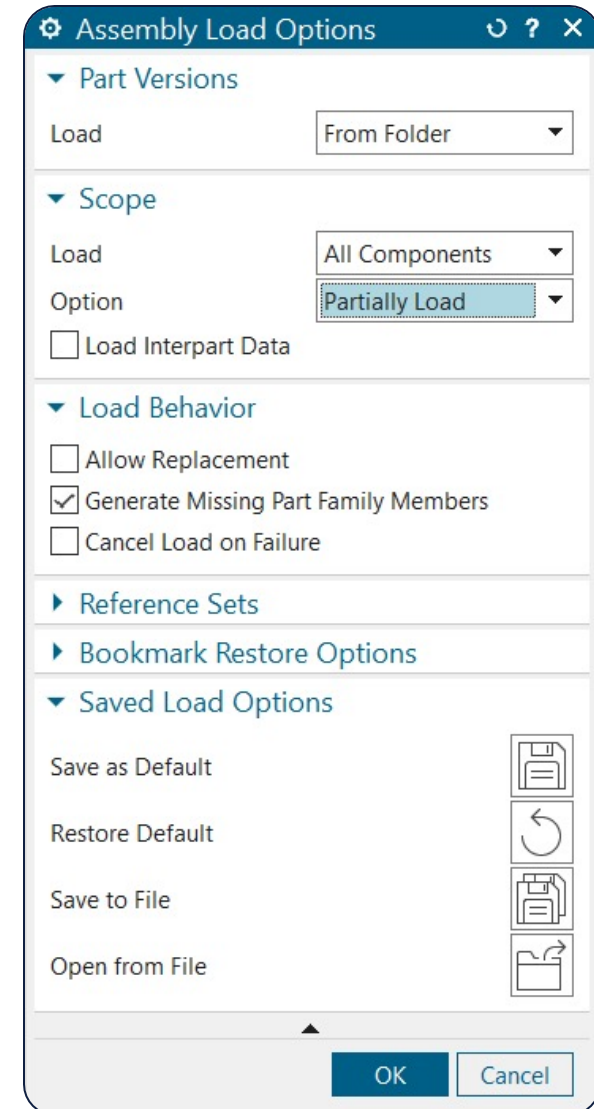 Assembly Load Options ?
Part Versions
Load From Folder
Scope
Load All Components
Option Partially Load
Load Interpart Data
Load Behavior
Allow Replacement
Generate Missing Part Family Members
Cancel Load on Failure
Reference Sets
Bookmark Restore Options
Saved Load Options
Save as Default
Restore Default
Save to File
Open from File
OK Cancel